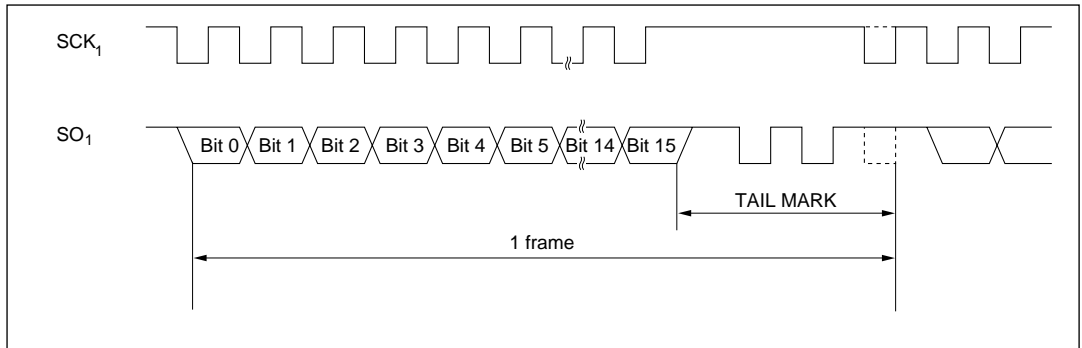 SCK1
SO1
Bit 0 Bit 1 Bit 2 Bit 3 Bit 4 Bit 5 Bit 14 Bit 15
TAIL MARK
1 frame